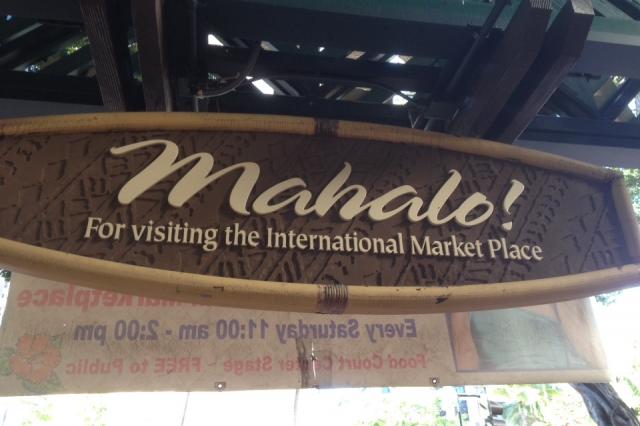 Mahalo!
For visiting the International Market Place
Marketplace
Every Saturday 11:00 am - 2:00 pm
Food Court Center Stage - FREE to Public